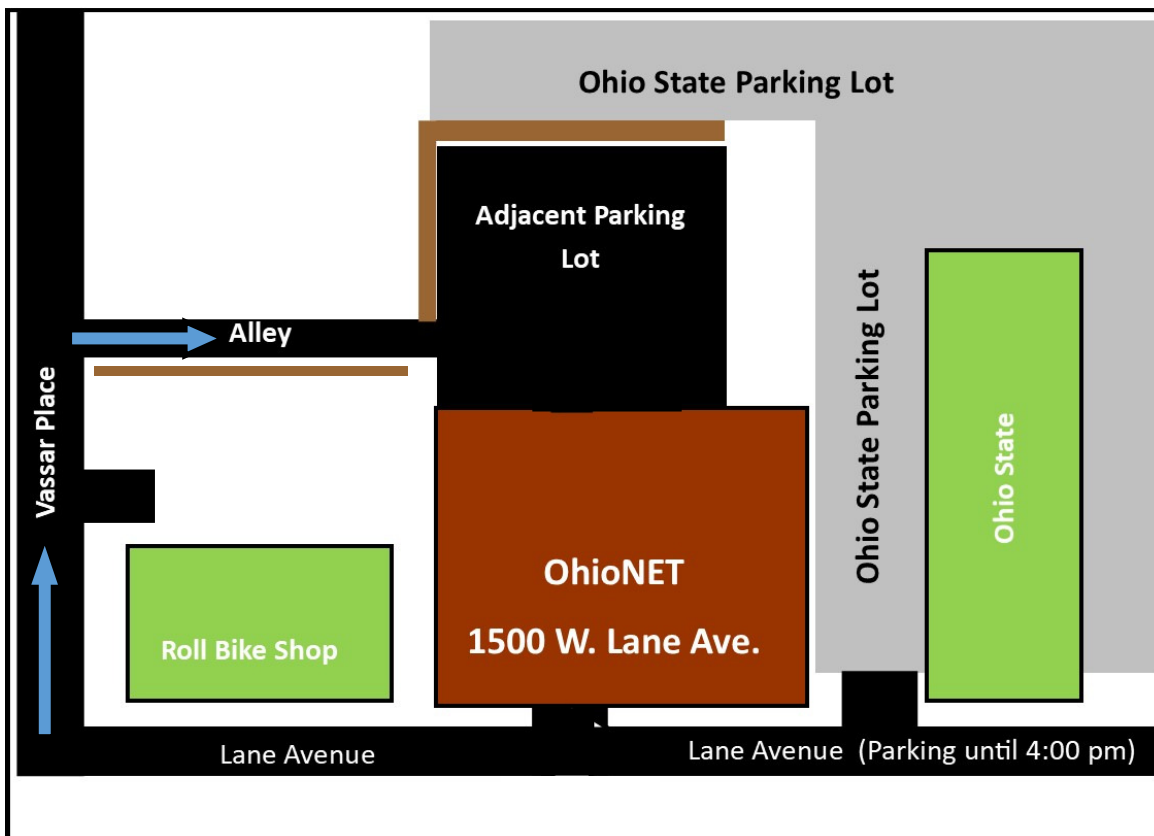 Ohio State Parking Lot
Adjacent Parking
Lot
Alley
Vassar Place
Ohio State Parking Lot
Ohio State
OhioNET
1500 W. Lane Ave.
Roll Bike Shop
Lane Avenue
Lane Avenue (Parking until 4:00 pm)